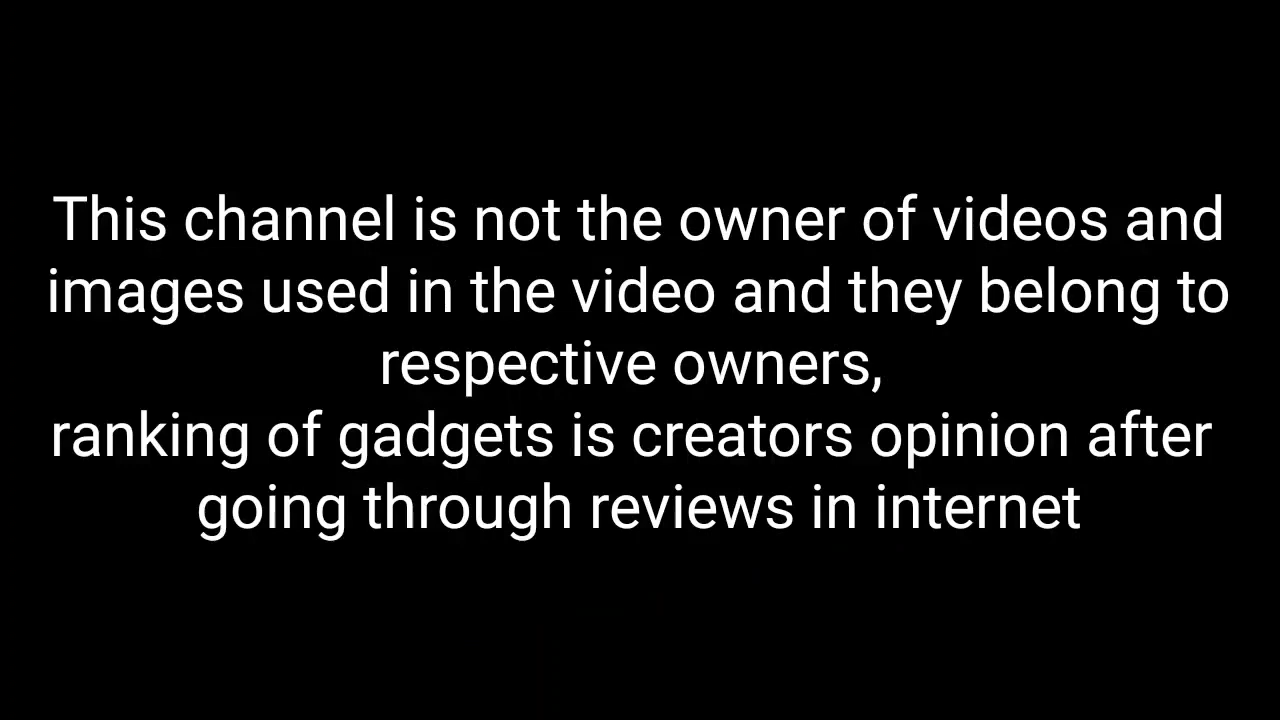 This channel is not the owner of videos and
images used in the video and they belong to
respective owners,
ranking of gadgets is creators opinion after
going through reviews in internet